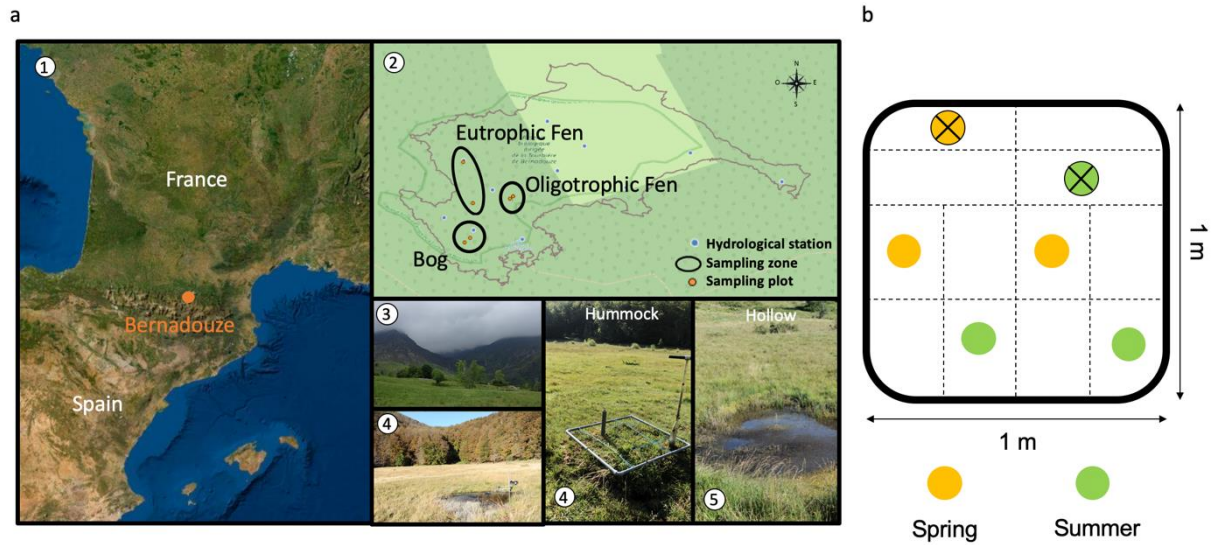 a
b
1
France
Bernadouze
Spain
2
N
O
E
S
Eutrophic Fen
Oligotrophic Fen
Bog
Hydrological station
Sampling zone
Sampling plot
3
4
Hummock
4
Hollow
5
1 m
1 m
Spring
Summer